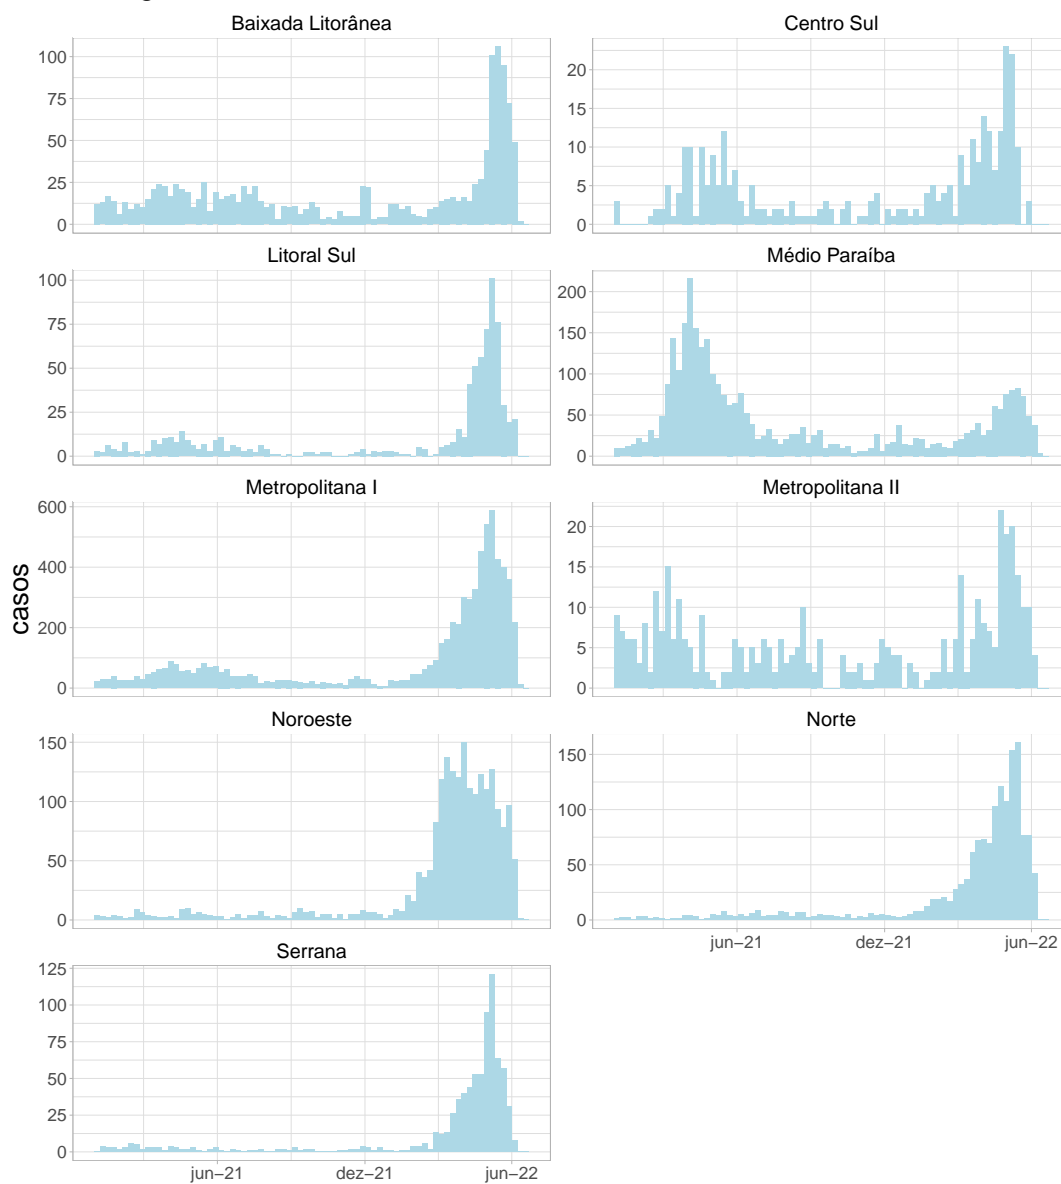 Baixada Litorânea
100
75
50
25
0
Centro Sul
20
15
10
5
0
Litoral Sul
100
75
50
25
0
Médio Paraíba
200
150
100
50
0
casos
Metropolitana I
600
400
200
0
Metropolitana II
20
15
10
5
0
Noroeste
150
100
50
0
Norte
150
100
50
0
jun–21
dez–21
jun–22
Serrana
125
100
75
50
25
0
jun–21
dez–21
jun–22